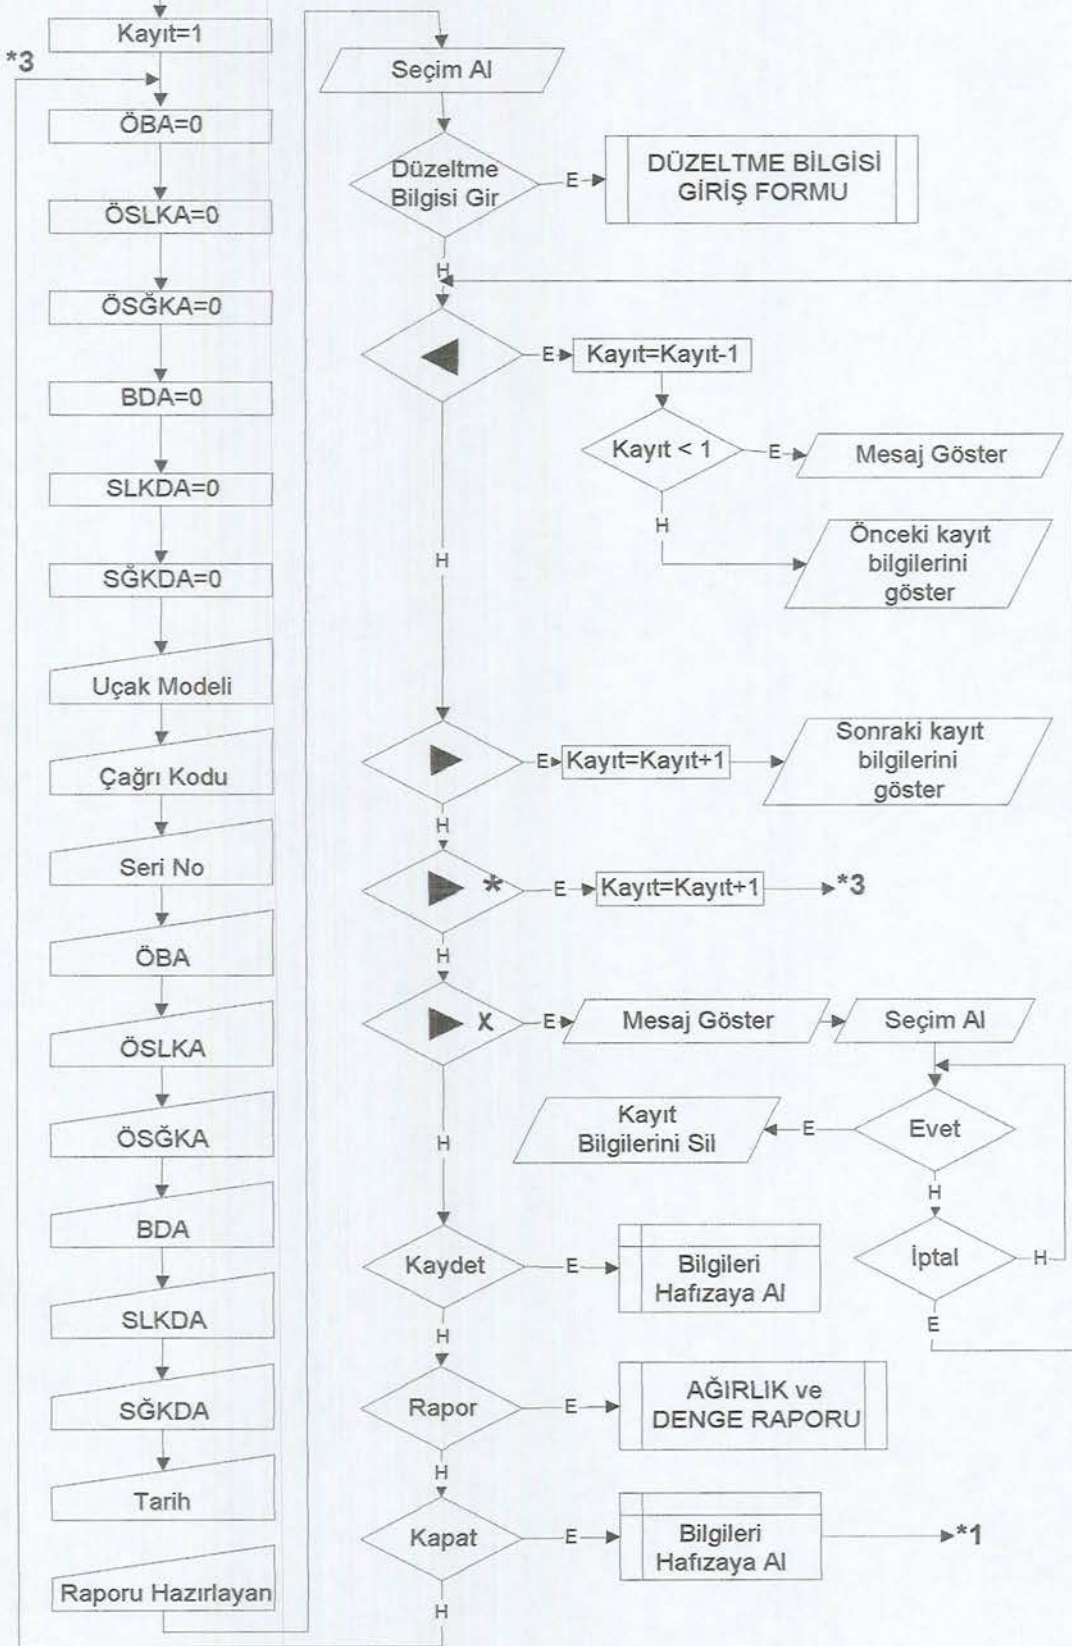 Kayıt=1
*3
ÖBA=0
ÖSLKA=0
ÖSĞKA=0
BDA=0
SLKDA=0
SĞKDA=0
Uçak Modeli
Çağrı Kodu
Seri No
ÖBA
ÖSLKA
ÖSĞKA
BDA
SLKDA
SĞKDA
Tarih
Raporu Hazırlayan
Seçim Al
Düzeltme
Bilgisi Gir
E
DÜZELTME BİLGİSİ
GİRİŞ FORMU
H
E
Kayıt=Kayıt-1
Kayıt < 1
E
Mesaj Göster
H
Önceki kayıt
bilgilerini
göster
H
E
Kayıt=Kayıt+1
Sonraki kayıt
bilgilerini
göster
H
*
E
Kayıt=Kayıt+1
*3
H
x
E
Mesaj Göster
Seçim Al
Evet
E
Kayıt
Bilgilerini Sil
H
İptal
H
E
H
Kaydet
E
Bilgileri
Hafızaya Al
H
Rapor
E
AĞIRLIK ve
DENGE RAPORU
H
Kapat
E
Bilgileri
Hafızaya Al
*1
H